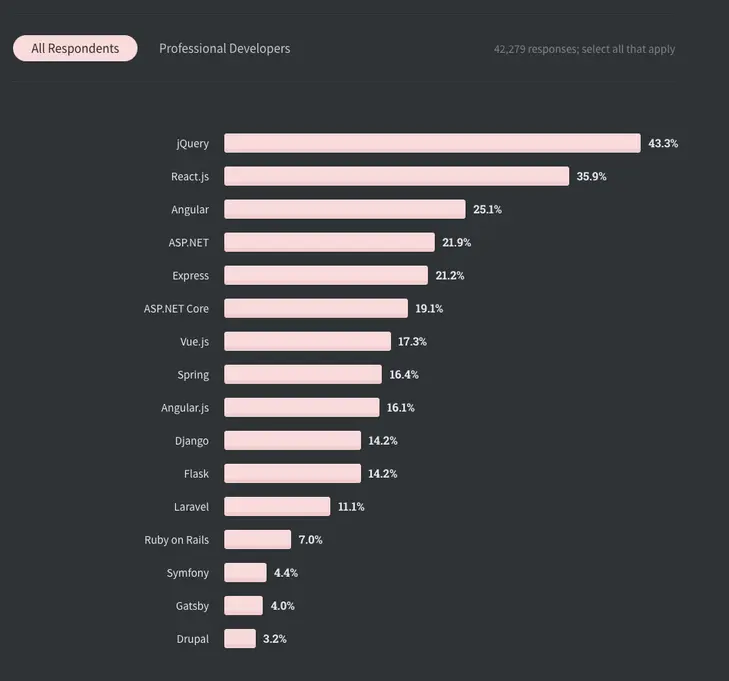 All Respondents Professional Developers 42,279 responses; select all that apply
jQuery 43.3%
React.js 35.9%
Angular 25.1%
ASP.NET 21.9%
Express 21.2%
ASP.NET Core 19.1%
Vue.js 17.3%
Spring 16.4%
Angular.js 16.1%
Django 14.2%
Flask 14.2%
Laravel 11.1%
Ruby on Rails 7.0%
Symfony 4.4%
Gatsby 4.0%
Drupal 3.2%